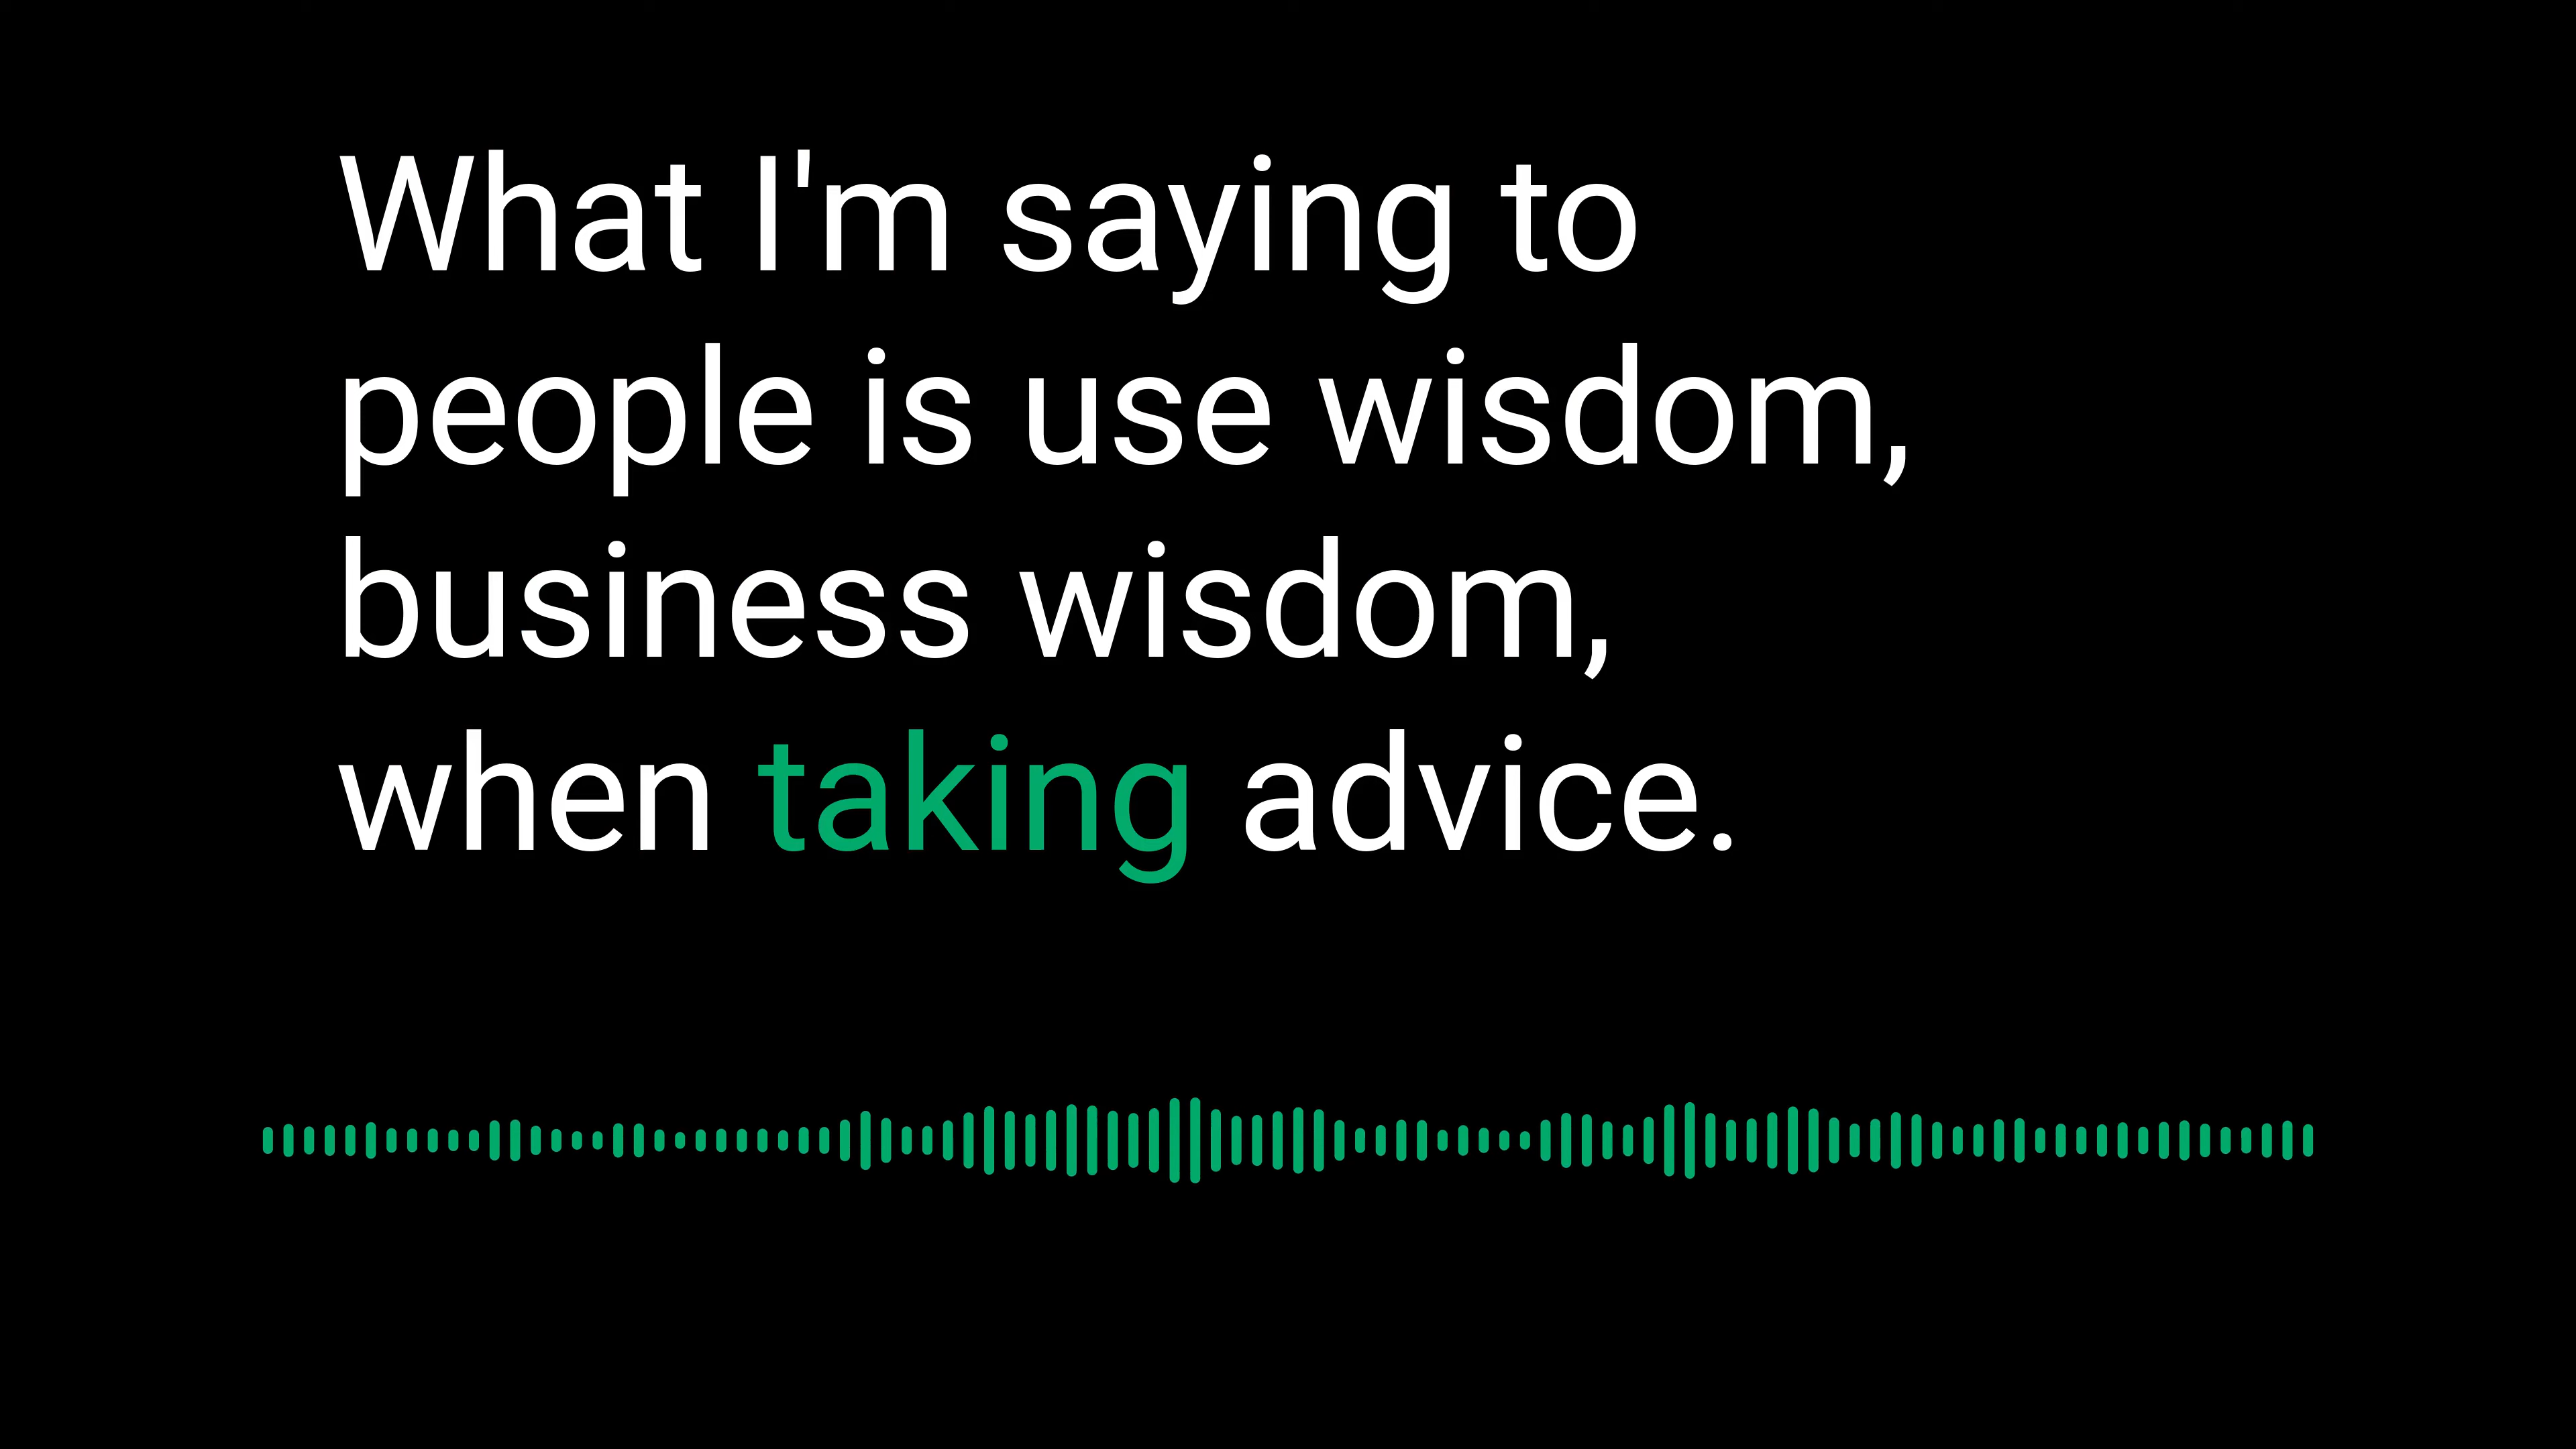 What I'm saying to
people is use wisdom,
business wisdom,
when taking advice.